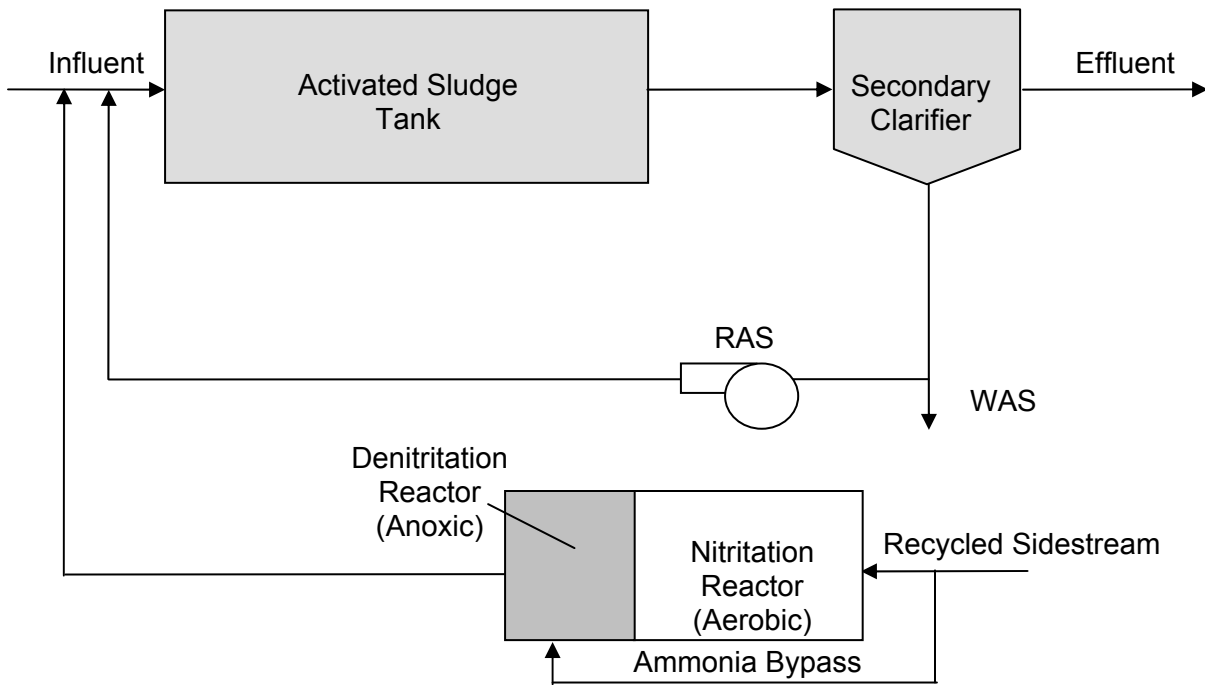 Influent
Activated Sludge
Tank
Secondary
Clarifier
Effluent
RAS
WAS
Denitritation
Reactor
(Anoxic)
Nitritation
Reactor
(Aerobic)
Recycled Sidestream
Ammonia Bypass